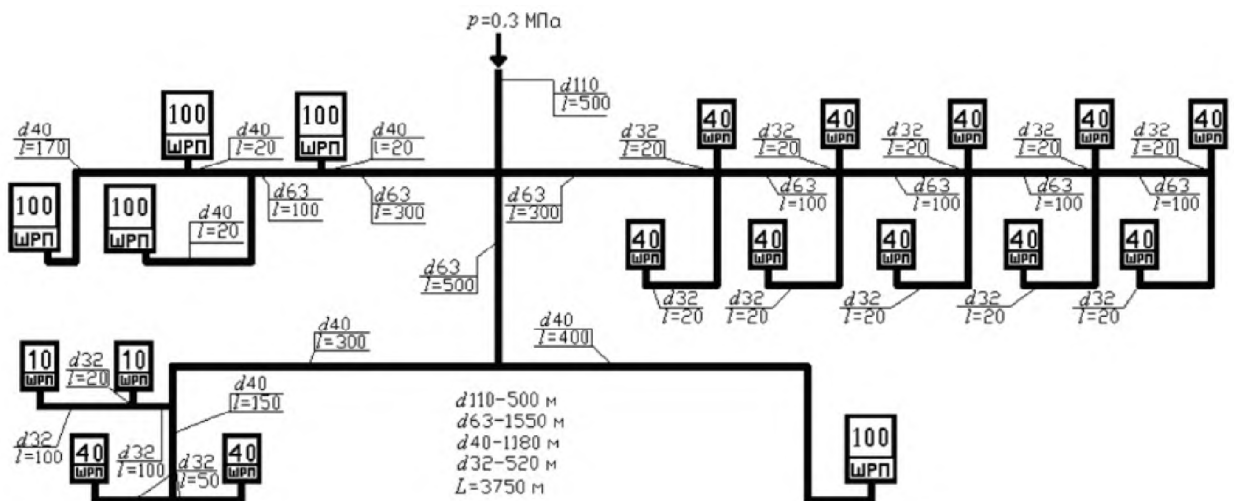 p=0.3 МПа
d110
l=500
100
ШРП
100
ШРП
40
ШРП
40
ШРП
40
ШРП
40
ШРП
40
ШРП
d40
l=170
d40
l=20
d40
l=20
d32
l=20
d32
l=20
d32
l=20
d32
l=20
d32
l=20
100
ШРП
100
ШРП
d40
l=20
d63
l=100
d63
l=300
d63
l=300
d63
l=100
d63
l=100
d63
l=100
d63
l=100
40
ШРП
40
ШРП
40
ШРП
40
ШРП
40
ШРП
d63
l=500
d32
l=20
d32
l=20
d32
l=20
d32
l=20
d32
l=20
d40
l=300
d40
l=400
10
ШРП
d32
l=20
10
ШРП
d40
l=150
d32
l=100
40
ШРП
d32
l=100
d32
l=50
40
ШРП
d110-500 м
d63-1550 м
d40-1180 м
d32-520 м
L=3750 м
100
ШРП